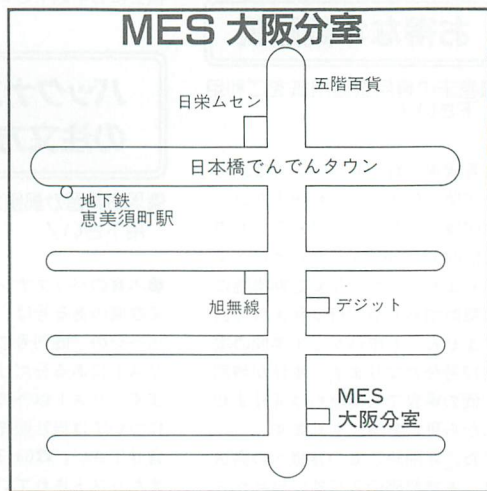 MES 大阪分室
五階百貨
日栄ムセン
日本橋でんでんタウン
地下鉄
恵美須町駅
旭無線
デジット
MES
大阪分室